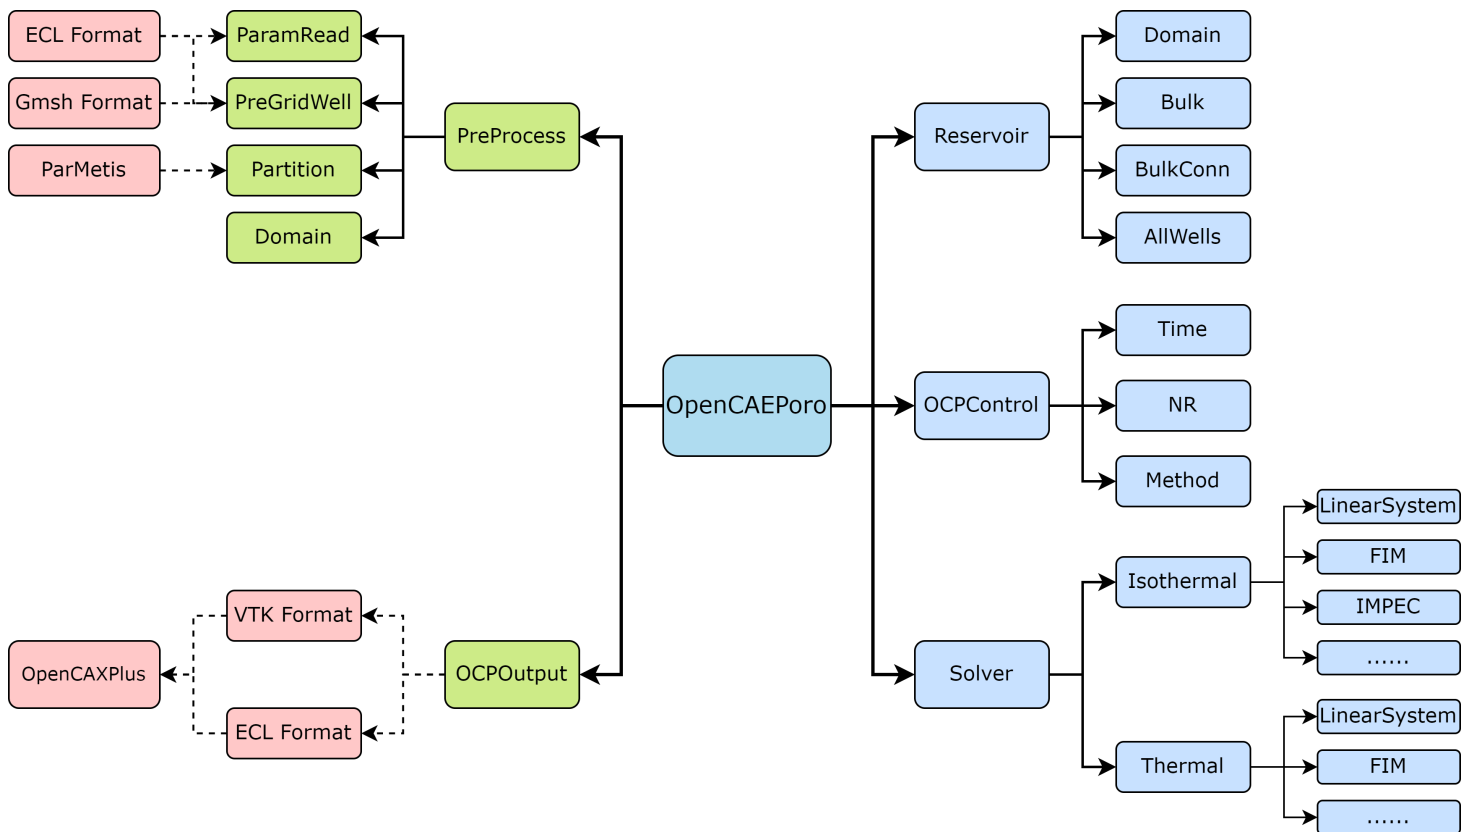 ECL Format
ParamRead
Gmsh Format
PreGridWell
ParMetis
Partition
Domain
PreProcess
OpenCAEPoro
OCPOutput
VTK Format
ECL Format
OpenCAXPlus
Reservoir
Domain
Bulk
BulkConn
AllWells
OCPControl
Time
NR
Method
Solver
Isothermal
LinearSystem
FIM
IMPEC
......
Thermal
LinearSystem
FIM
......